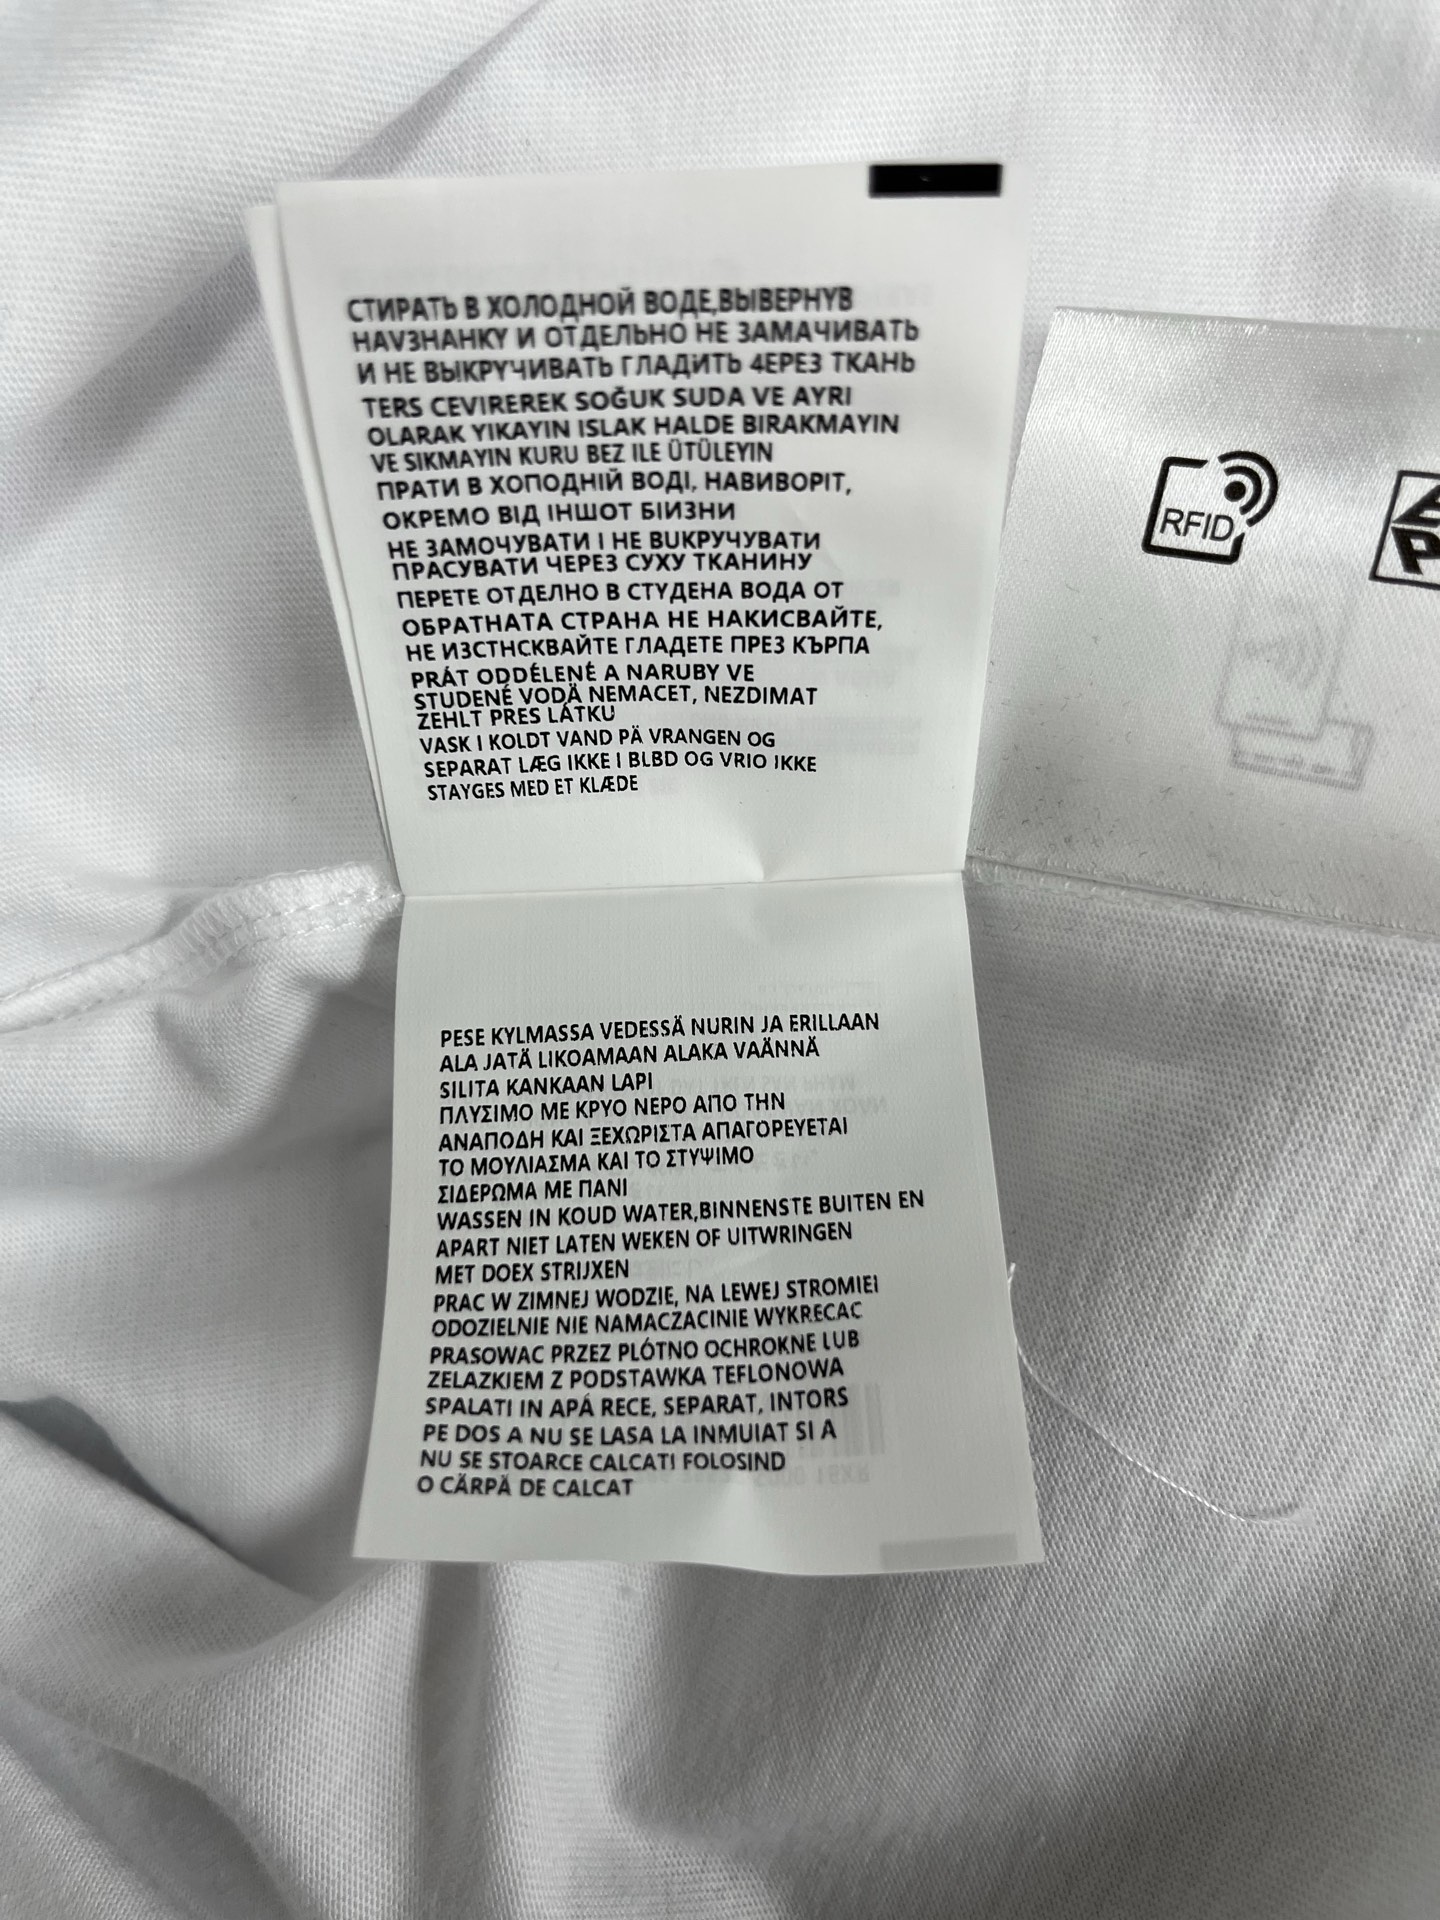 СТИРАТЬ В ХОЛОДНОЙ ВОДЕ,ВЫВЕРНУВ
НАVЗНАНКУ И ОТДЕЛЬНО НЕ ЗАМАЧИВАТЬ
И НЕ ВЫКРУЧИВАТЬ ГЛАДИТЬ 4ЕРЕЗ ТКАНЬ
TERS CEVIREREK SOĞUK SUDA VE AYRI
OLARAK YIKAYIN ISLAK HALDE BIRAKMAYIN
VE SIKMAYIN KURU BEZ ILE ÜTÜLEYIN
ПРАТИ В ХОПОДНІЙ ВОДІ, НАВИВОРІТ,
ОКРЕМО ВІД ІНШОТ БІИЗНИ
НЕ ЗАМОЧУВАТИ І НЕ ВUКРУЧУВАТИ
ПРАСУВАТИ ЧЕРЕЗ СУХУ ТКАНИНУ
ПЕРЕТЕ ОТДЕЛНО В СТУДЕНА ВОДА ОТ
ОБРАТНАТА СТРАНА НЕ НАКИСВАЙТЕ,
НЕ ИЗСТНСКВАЙТЕ ГЛАДЕТЕ ПРЕЗ КЪРПА
PRÁT ODDÉLENÉ A NARUBY VE
STUDENÉ VODÄ NEMACET, NEZDIMAT
ZEHLT PRES LÁTKU
VASK I KOLDT VAND PÄ VRANGEN OG
SEPARAT LÆG IKKE I BLBD OG VRIO IKKE
STAYGES MED ET KLÆDE
RFID
PESE KYLMASSA VEDESSÄ NURIN JA ERILLAAN
ALA JATÄ LIKOAMAAN ALAKA VAÄNNÄ
SILITA KANKAAN LAPI
ΠΛΥΣΙΜΟ ΜΕ ΚΡΥΟ ΝΕΡΟ ΑΠΟ ΤΗΝ
ΑΝΑΠΟΔΗ ΚΑΙ ΞΕΧΩΡΙΣΤΑ ΑΠΑΓΟΡΕΥΕΤΑΙ
ΤΟ ΜΟΥΛΙΑΣΜΑ ΚΑΙ ΤΟ ΣΤΥΨΙΜΟ
ΣΙΔΕΡΩΜΑ ΜΕ ΠΑΝΙ
WASSEN IN KOUD WATER,BINNENSTE BUITEN EN
APART NIET LATEN WEKEN OF UITWRINGEN
MET DOEX STRIJXEN
PRAC W ZIMNEJ WODZIE, NA LEWEJ STROMIEI
ODOZIELNIE NIE NAMACZACINIE WYKRECAC
PRASOWAC PRZEZ PLÓTNO OCHROKNE LUB
ZELAZKIEM Z PODSTAWKA TEFLONOWA
SPALATI IN APÁ RECE, SEPARAT, INTORS
PE DOS A NU SE LASA LA INMUIAT SI A
NU SE STOARCE CALCATI FOLOSIND
O CÄRPÄ DE CALCAT